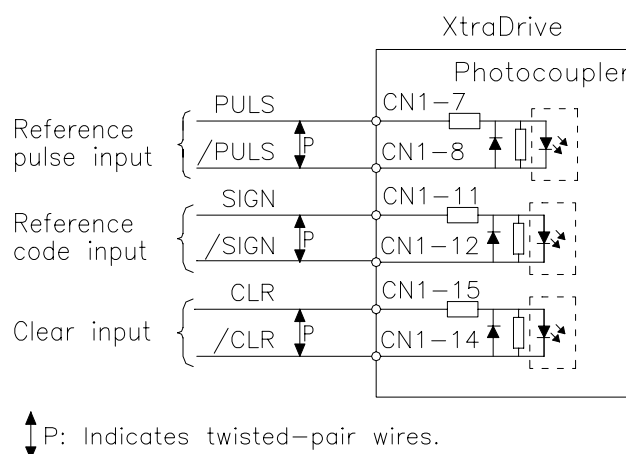 XtraDrive
Photocoupler
Reference
pulse input
PULS
/PULS
P
CN1-7
CN1-8
Reference
code input
SIGN
/SIGN
P
CN1-11
CN1-12
Clear input
CLR
/CLR
P
CN1-15
CN1-14
P: Indicates twisted-pair wires.